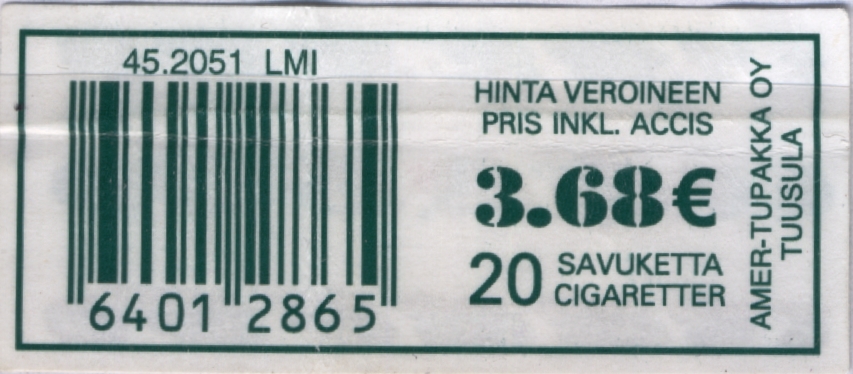 45.2051 LMI
6401 2865
HINTA VEROINEEN
PRIS INKL. ACCIS
3.68€
20 SAVUKETTA
CIGARETTER
AMER-TUPAKKA OY
TUUSULA